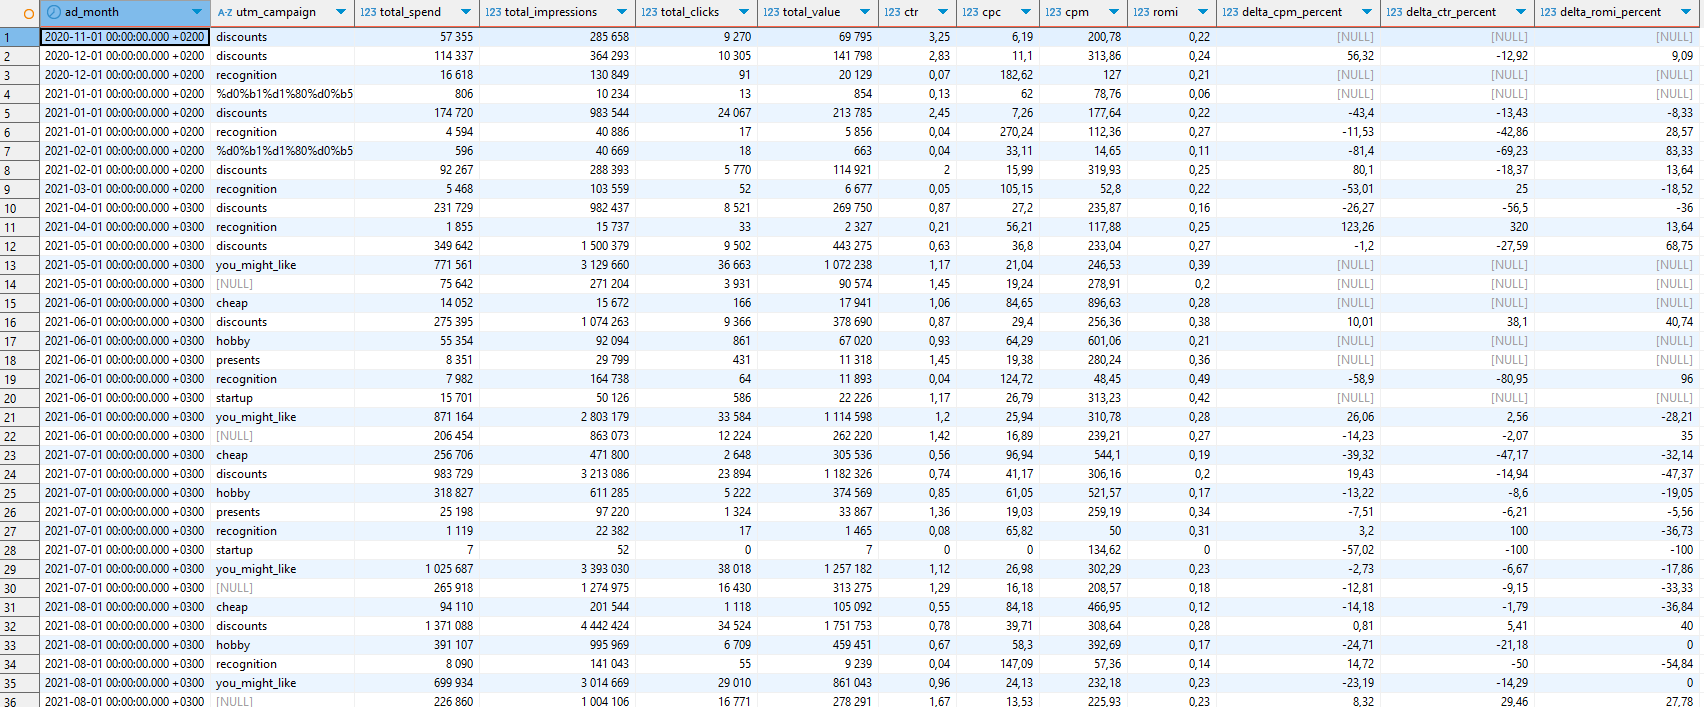 ad_month A-Z utm_campaign 123 total_spend 123 total_impressions 123 total_clicks 123 total_value 123 ctr 123 cpc 123 cpm 123 romi 123 delta_cpm_percent 123 delta_ctr_percent 123 delta_romi_percent
1 2020-11-01 00:00:00.000 +0200 discounts 57 355 285 658 9 270 69 795 3,25 6,19 200,78 0,22 [NULL] [NULL] [NULL]
2 2020-12-01 00:00:00.000 +0200 discounts 114 337 364 293 10 305 141 798 2,83 11,1 313,86 0,24 56,32 -12,92 9,09
3 2020-12-01 00:00:00.000 +0200 recognition 16 618 130 849 91 20 129 0,07 182,62 127 0,21 [NULL] [NULL] [NULL]
4 2021-01-01 00:00:00.000 +0200 %d0%b1%d1%80%d0%b5 806 10 234 13 854 0,13 62 78,76 0,06 [NULL] [NULL] [NULL]
5 2021-01-01 00:00:00.000 +0200 discounts 174 720 983 544 24 067 213 785 2,45 7,26 177,64 0,22 -43,4 -13,43 -8,33
6 2021-01-01 00:00:00.000 +0200 recognition 4 594 40 886 17 5 856 0,04 270,24 112,36 0,27 -11,53 -42,86 28,57
7 2021-02-01 00:00:00.000 +0200 %d0%b1%d1%80%d0%b5 596 40 669 18 663 0,04 33,11 14,65 0,11 -81,4 -69,23 83,33
8 2021-02-01 00:00:00.000 +0200 discounts 92 267 288 393 5 770 114 921 2 15,99 319,93 0,25 80,1 -18,37 13,64
9 2021-03-01 00:00:00.000 +0200 recognition 5 468 103 559 52 6 677 0,05 105,15 52,8 0,22 -53,01 25 -18,52
10 2021-04-01 00:00:00.000 +0300 discounts 231 729 982 437 8 521 269 750 0,87 27,2 235,87 0,16 -26,27 -56,5 -36
11 2021-04-01 00:00:00.000 +0300 recognition 1 855 15 737 33 2 327 0,21 56,21 117,88 0,25 123,26 320 13,64
12 2021-05-01 00:00:00.000 +0300 discounts 349 642 1 500 379 9 502 443 275 0,63 36,8 233,04 0,27 -1,2 -27,59 68,75
13 2021-05-01 00:00:00.000 +0300 you_might_like 771 561 3 129 660 36 663 1 072 238 1,17 21,04 246,53 0,39 [NULL] [NULL] [NULL]
14 2021-05-01 00:00:00.000 +0300 [NULL] 75 642 271 204 3 931 90 574 1,45 19,24 278,91 0,2 [NULL] [NULL] [NULL]
15 2021-06-01 00:00:00.000 +0300 cheap 14 052 15 672 166 17 941 1,06 84,65 896,63 0,28 [NULL] [NULL] [NULL]
16 2021-06-01 00:00:00.000 +0300 discounts 275 395 1 074 263 9 366 378 690 0,87 29,4 256,36 0,38 10,01 38,1 40,74
17 2021-06-01 00:00:00.000 +0300 hobby 55 354 92 094 861 67 020 0,93 64,29 601,06 0,21 [NULL] [NULL] [NULL]
18 2021-06-01 00:00:00.000 +0300 presents 8 351 29 799 431 11 318 1,45 19,38 280,24 0,36 [NULL] [NULL] [NULL]
19 2021-06-01 00:00:00.000 +0300 recognition 7 982 164 738 64 11 893 0,04 124,72 48,45 0,49 -58,9 -80,95 96
20 2021-06-01 00:00:00.000 +0300 startup 15 701 50 126 586 22 226 1,17 26,79 313,23 0,42 [NULL] [NULL] [NULL]
21 2021-06-01 00:00:00.000 +0300 you_might_like 871 164 2 803 179 33 584 1 114 598 1,2 25,94 310,78 0,28 26,06 2,56 -28,21
22 2021-06-01 00:00:00.000 +0300 [NULL] 206 454 863 073 12 224 262 220 1,42 16,89 239,21 0,27 -14,23 -2,07 35
23 2021-07-01 00:00:00.000 +0300 cheap 256 706 471 800 2 648 305 536 0,56 96,94 544,1 0,19 -39,32 -47,17 -32,14
24 2021-07-01 00:00:00.000 +0300 discounts 983 729 3 213 086 23 894 1 182 326 0,74 41,17 306,16 0,2 19,43 -14,94 -47,37
25 2021-07-01 00:00:00.000 +0300 hobby 318 827 611 285 5 222 374 569 0,85 61,05 521,57 0,17 -13,22 -8,6 -19,05
26 2021-07-01 00:00:00.000 +0300 presents 25 198 97 220 1 324 33 867 1,36 19,03 259,19 0,34 -7,51 -6,21 -5,56
27 2021-07-01 00:00:00.000 +0300 recognition 1 119 22 382 17 1 465 0,08 65,82 50 0,31 3,2 100 -36,73
28 2021-07-01 00:00:00.000 +0300 startup 7 52 0 7 0 0 134,62 0 -57,02 -100 -100
29 2021-07-01 00:00:00.000 +0300 you_might_like 1 025 687 3 393 030 38 018 1 257 182 1,12 26,98 302,29 0,23 -2,73 -6,67 -17,86
30 2021-07-01 00:00:00.000 +0300 [NULL] 265 918 1 274 975 16 430 313 275 1,29 16,18 208,57 0,18 -12,81 -9,15 -33,33
31 2021-08-01 00:00:00.000 +0300 cheap 94 110 201 544 1 118 105 092 0,55 84,18 466,95 0,12 -14,18 -1,79 -36,84
32 2021-08-01 00:00:00.000 +0300 discounts 1 371 088 4 442 424 34 524 1 751 753 0,78 39,71 308,64 0,28 0,81 5,41 40
33 2021-08-01 00:00:00.000 +0300 hobby 391 107 995 969 6 709 459 451 0,67 58,3 392,69 0,17 -24,71 -21,18 0
34 2021-08-01 00:00:00.000 +0300 recognition 8 090 141 043 55 9 239 0,04 147,09 57,36 0,14 14,72 -50 -54,84
35 2021-08-01 00:00:00.000 +0300 you_might_like 699 934 3 014 669 29 010 861 043 0,96 24,13 232,18 0,23 -23,19 -14,29 0
36 2021-08-01 00:00:00.000 +0300 [NULL] 226 860 1 004 106 16 771 278 291 1,67 13,53 225,93 0,23 8,32 29,46 27,78